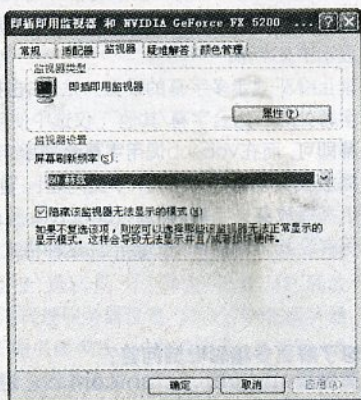 即插即用监视器 和 NVIDIA GeForce FX 5200 ...
常规 适配器 监视器 疑难解答 颜色管理
监视器类型
即插即用监视器
属性(P)
监视器设置
屏幕刷新频率(S):
60 赫兹
隐藏该监视器无法显示的模式(M)
如果不复选该项，则您可以选择那些该监视器无法正常显示的
显示模式。这样会导致无法显示并且/或者损坏硬件。
确定 取消 应用(A)